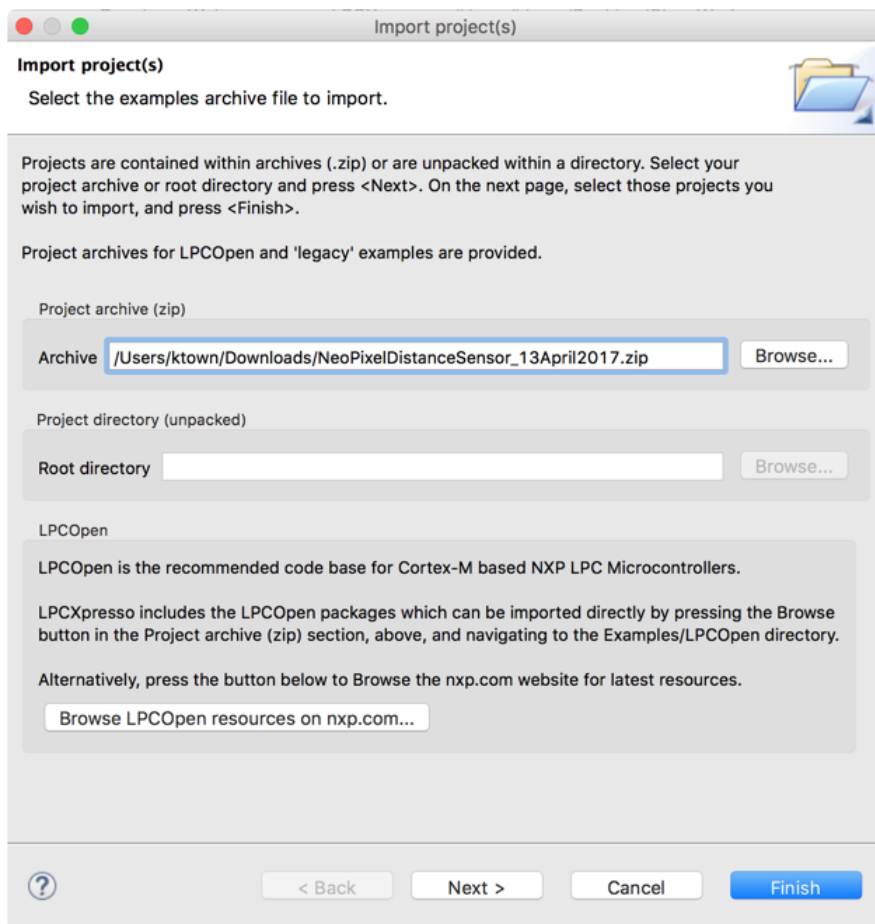 Import project(s)
Import project(s)
Select the examples archive file to import.
Projects are contained within archives (.zip) or are unpacked within a directory. Select your
project archive or root directory and press <Next>. On the next page, select those projects you
wish to import, and press <Finish>.
Project archives for LPCOpen and 'legacy' examples are provided.
Project archive (zip)
Archive /Users/ktown/Downloads/NeoPixelDistanceSensor_13April2017.zip Browse...
Project directory (unpacked)
Root directory Browse...
LPCOpen
LPCOpen is the recommended code base for Cortex-M based NXP LPC Microcontrollers.
LPCXpresso includes the LPCOpen packages which can be imported directly by pressing the Browse
button in the Project archive (zip) section, above, and navigating to the Examples/LPCOpen directory.
Alternatively, press the button below to Browse the nxp.com website for latest resources.
Browse LPCOpen resources on nxp.com...
? < Back Next > Cancel Finish